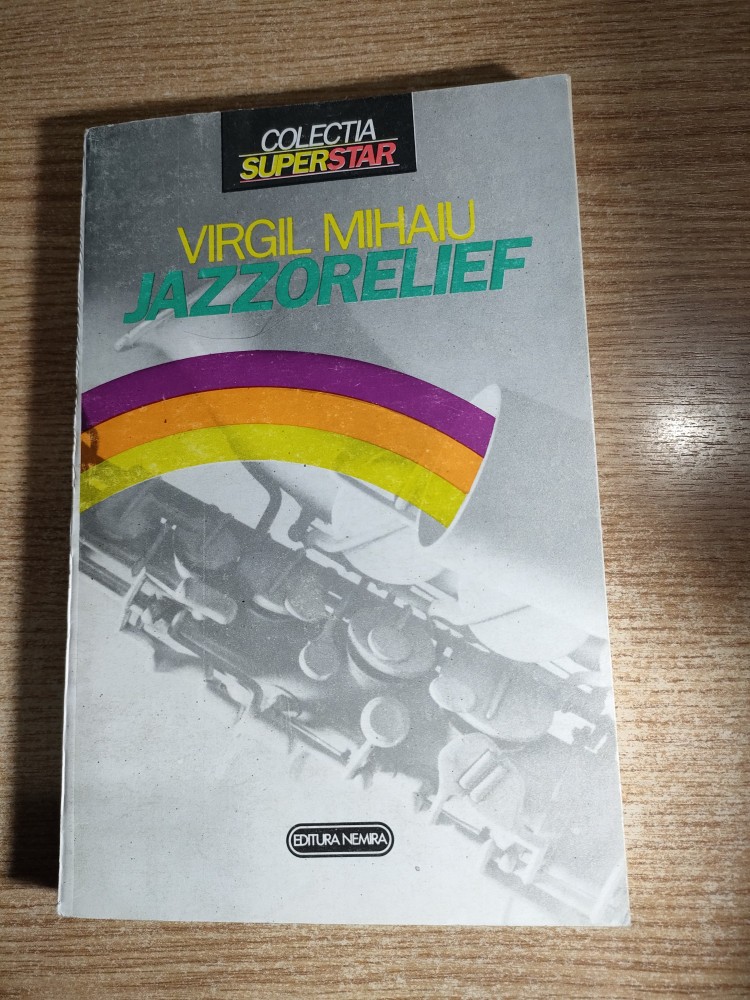 COLECTIA
SUPERSTAR
VIRGIL MIHAIU
JAZZORELIEF
EDITURA NEMIRA